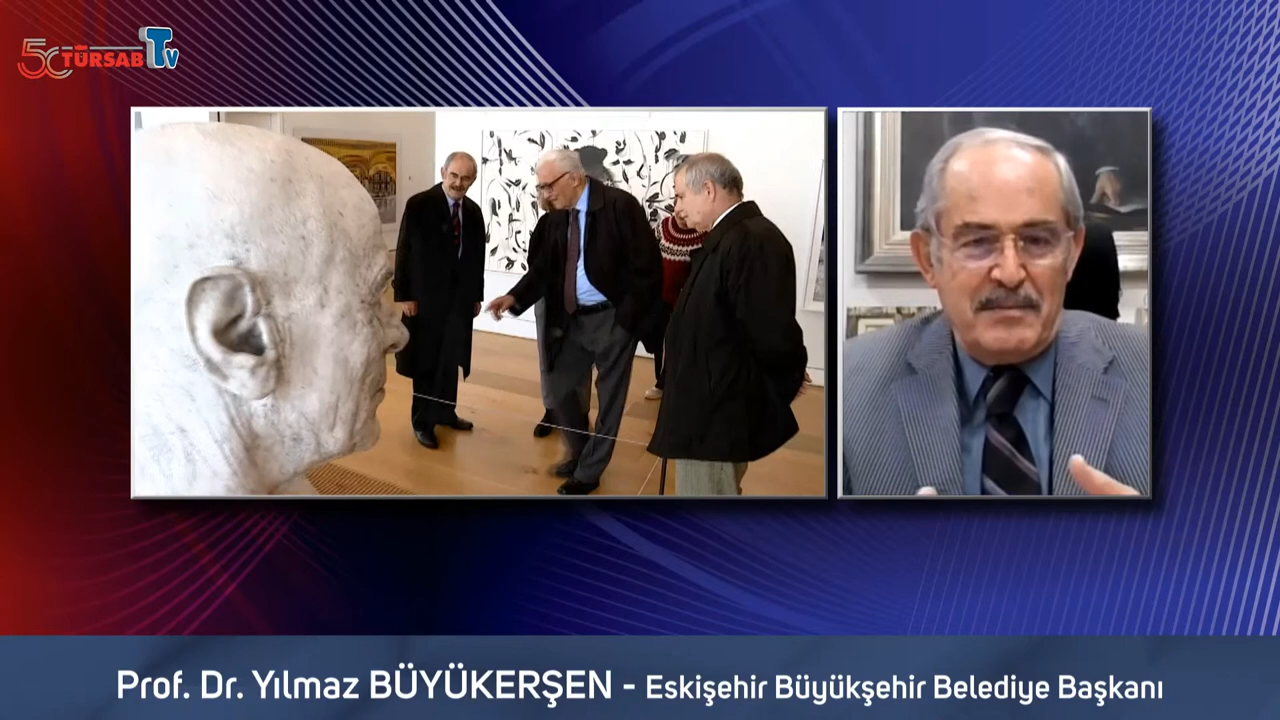 50 TÜRSAB TV
Prof. Dr. Yılmaz BÜYÜKERŞEN - Eskişehir Büyükşehir Belediye Başkanı